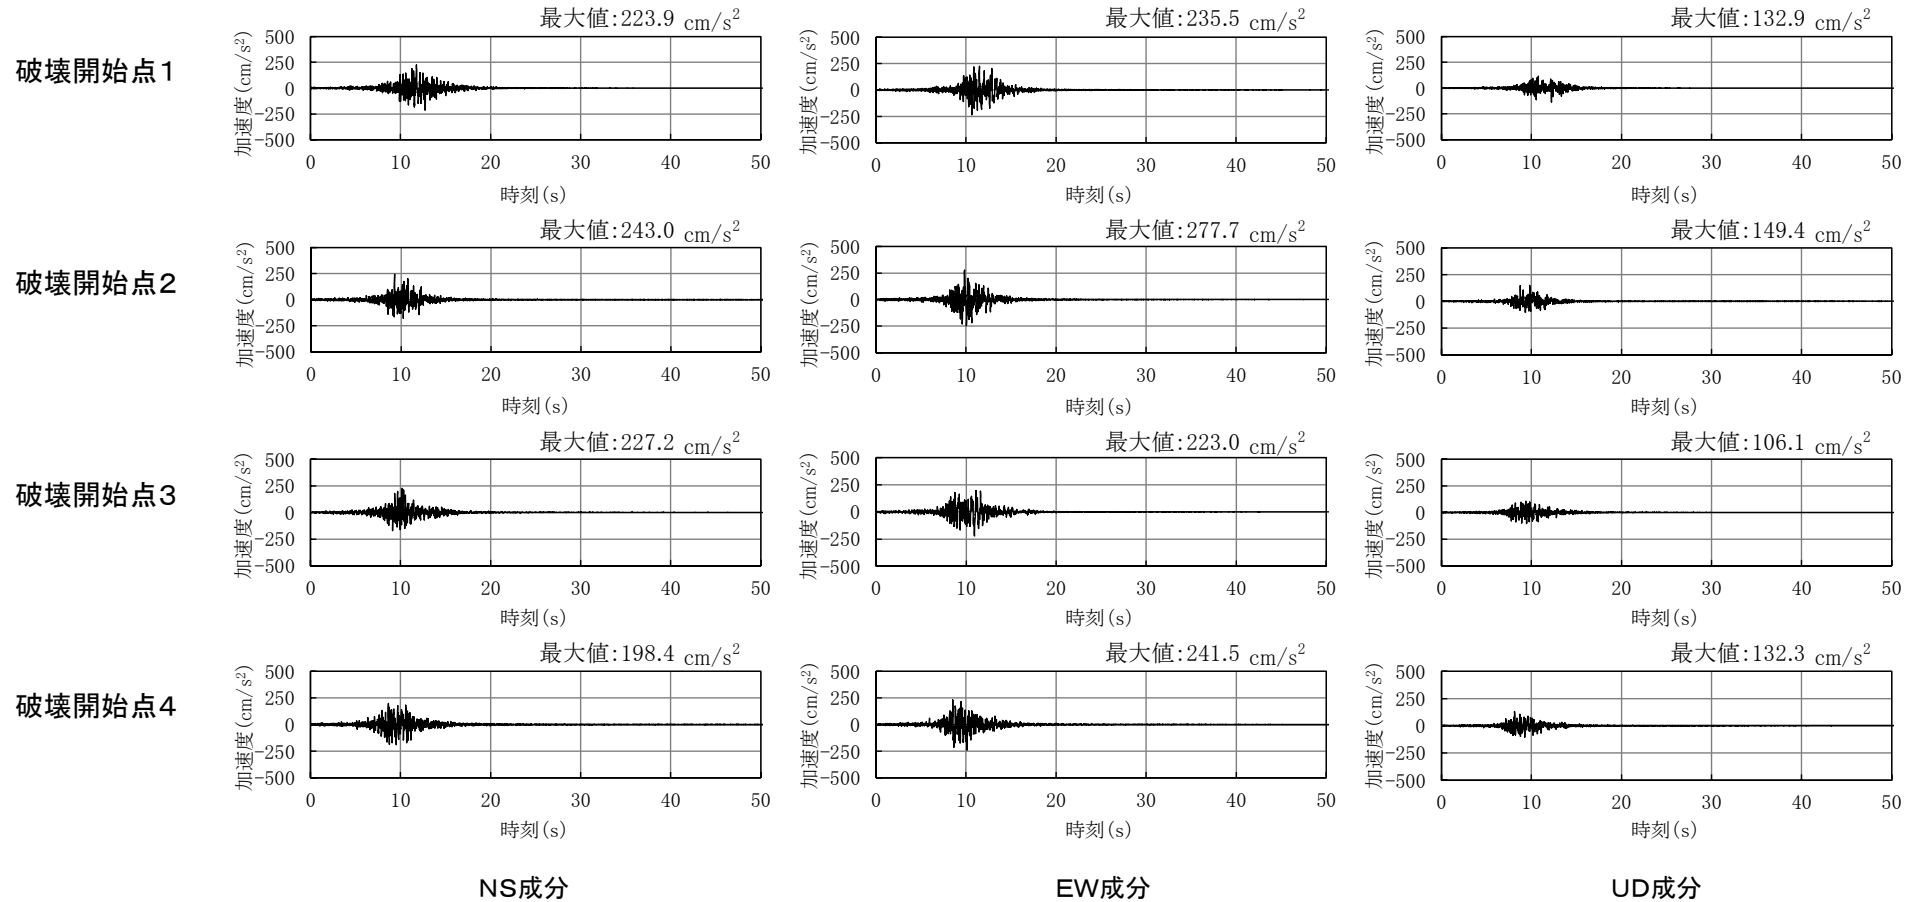 破壊開始点1
最大値:223.9 cm/s²
加速度(cm/s²)
500
250
0
-250
-500
0 10 20 30 40 50
時刻(s)
最大値:235.5 cm/s²
加速度(cm/s²)
500
250
0
-250
-500
0 10 20 30 40 50
時刻(s)
最大値:132.9 cm/s²
加速度(cm/s²)
500
250
0
-250
-500
0 10 20 30 40 50
時刻(s)
破壊開始点2
最大値:243.0 cm/s²
加速度(cm/s²)
500
250
0
-250
-500
0 10 20 30 40 50
時刻(s)
最大値:277.7 cm/s²
加速度(cm/s²)
500
250
0
-250
-500
0 10 20 30 40 50
時刻(s)
最大値:149.4 cm/s²
加速度(cm/s²)
500
250
0
-250
-500
0 10 20 30 40 50
時刻(s)
破壊開始点3
最大値:227.2 cm/s²
加速度(cm/s²)
500
250
0
-250
-500
0 10 20 30 40 50
時刻(s)
最大値:223.0 cm/s²
加速度(cm/s²)
500
250
0
-250
-500
0 10 20 30 40 50
時刻(s)
最大値:106.1 cm/s²
加速度(cm/s²)
500
250
0
-250
-500
0 10 20 30 40 50
時刻(s)
破壊開始点4
最大値:198.4 cm/s²
加速度(cm/s²)
500
250
0
-250
-500
0 10 20 30 40 50
時刻(s)
最大値:241.5 cm/s²
加速度(cm/s²)
500
250
0
-250
-500
0 10 20 30 40 50
時刻(s)
最大値:132.3 cm/s²
加速度(cm/s²)
500
250
0
-250
-500
0 10 20 30 40 50
時刻(s)
NS成分
EW成分
UD成分